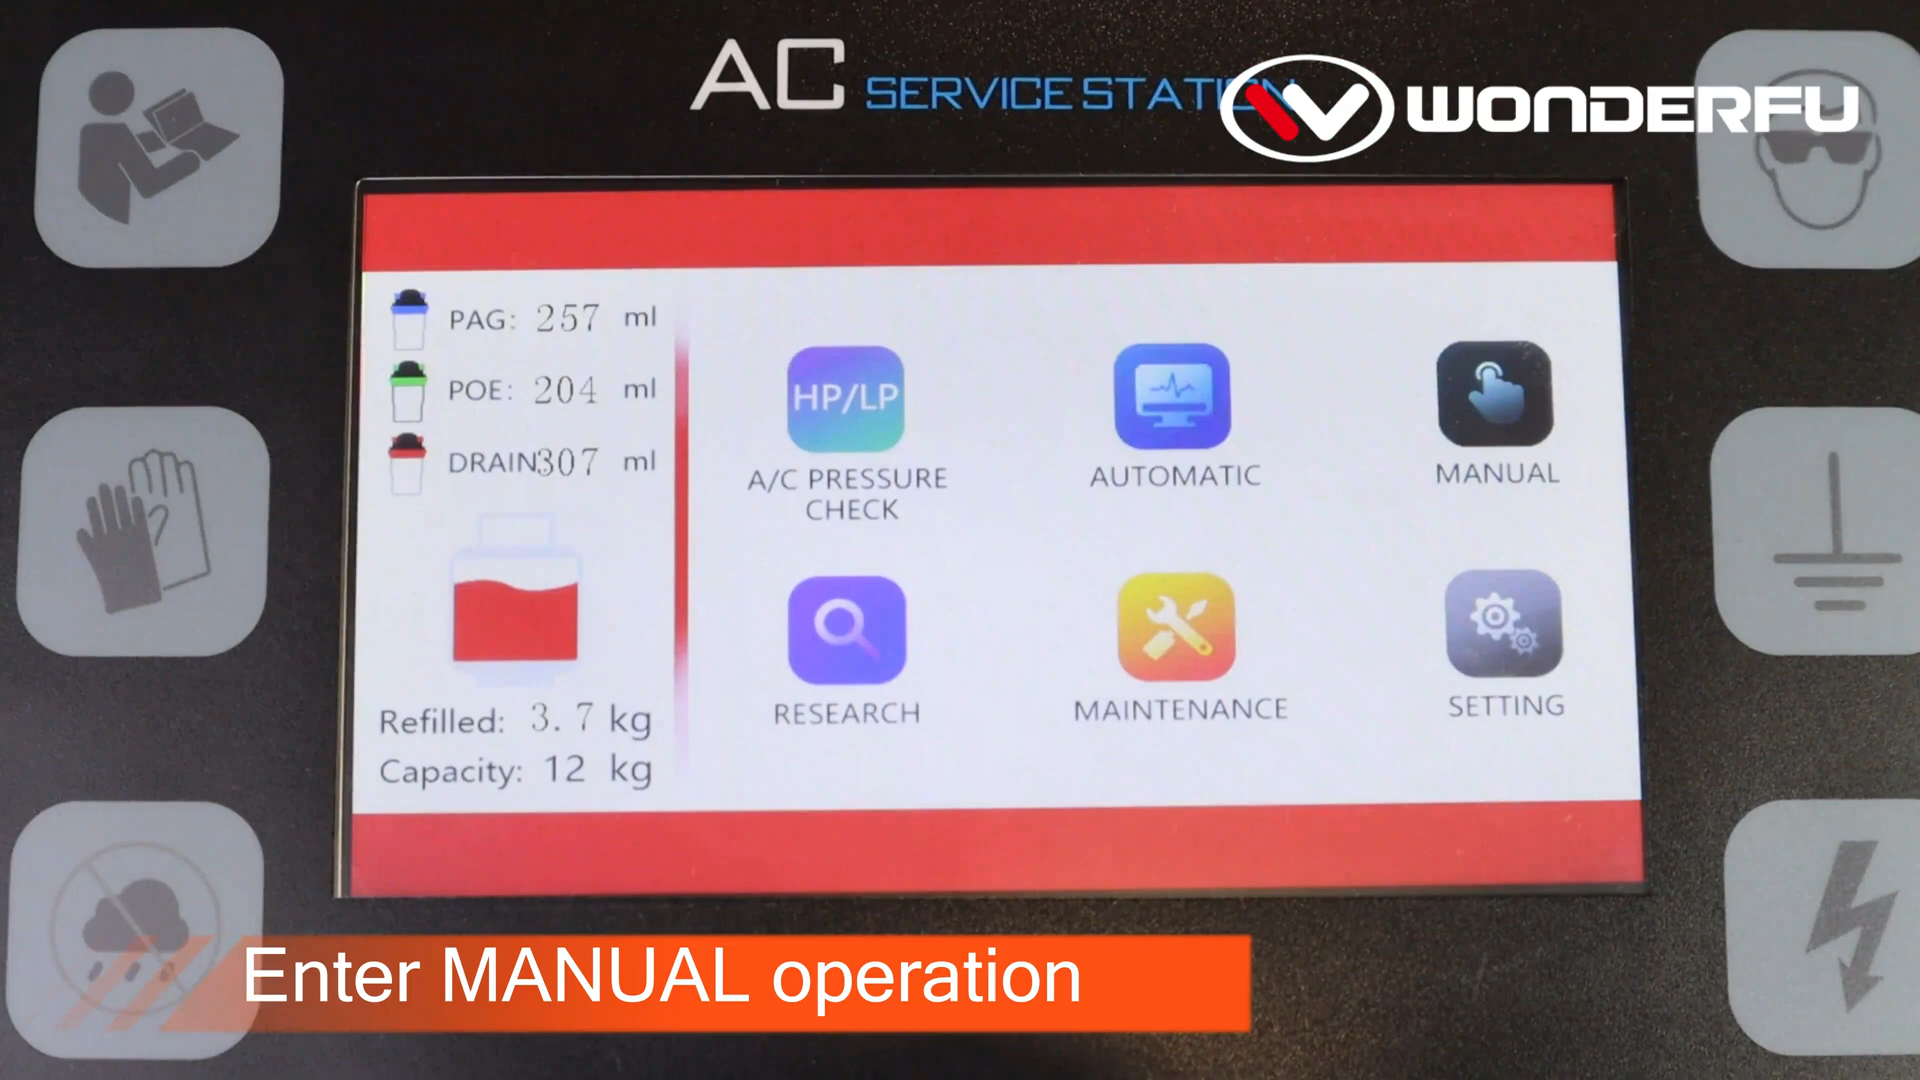 AC SERVICE STATION
WONDERFU
PAG: 257 ml
POE: 204 ml
DRAIN307 ml
Refilled: 3.7 kg
Capacity: 12 kg
HP/LP
A/C PRESSURE
CHECK
AUTOMATIC
MANUAL
RESEARCH
MAINTENANCE
SETTING
Enter MANUAL operation